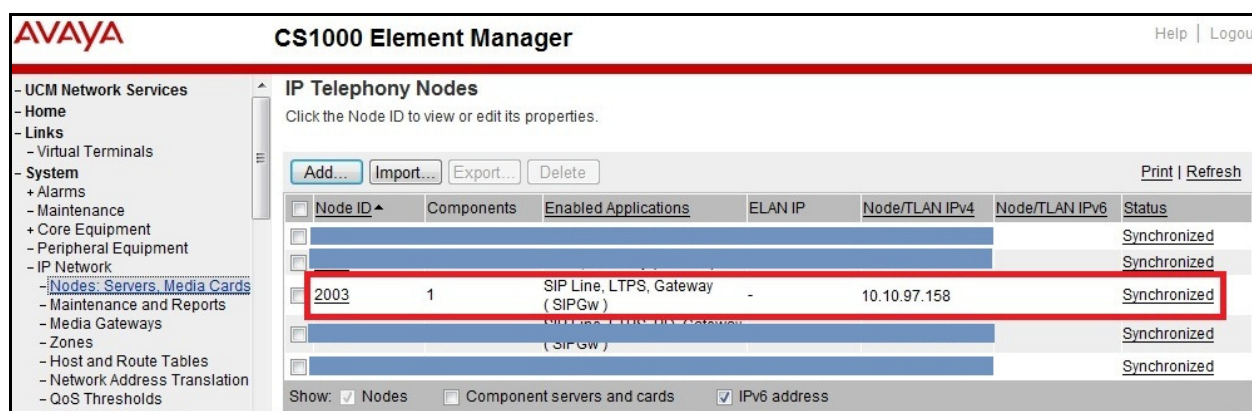 AVAYA
CS1000 Element Manager
Help | Logou
- UCM Network Services
- Home
- Links
- Virtual Terminals
- System
+ Alarms
- Maintenance
+ Core Equipment
- Peripheral Equipment
- IP Network
- Nodes: Servers, Media Cards
- Maintenance and Reports
- Media Gateways
- Zones
- Host and Route Tables
- Network Address Translation
- QoS Thresholds
IP Telephony Nodes
Click the Node ID to view or edit its properties.
Add... Import... Export... Delete Print | Refresh
Node ID Components Enabled Applications ELAN IP Node/TLAN IPv4 Node/TLAN IPv6 Status
Synchronized
Synchronized
2003 1 SIP Line, LTPS, Gateway - 10.10.97.158 Synchronized
( SIPGw )
Synchronized
( SIPGw )
Synchronized
Show: Nodes Component servers and cards IPv6 address